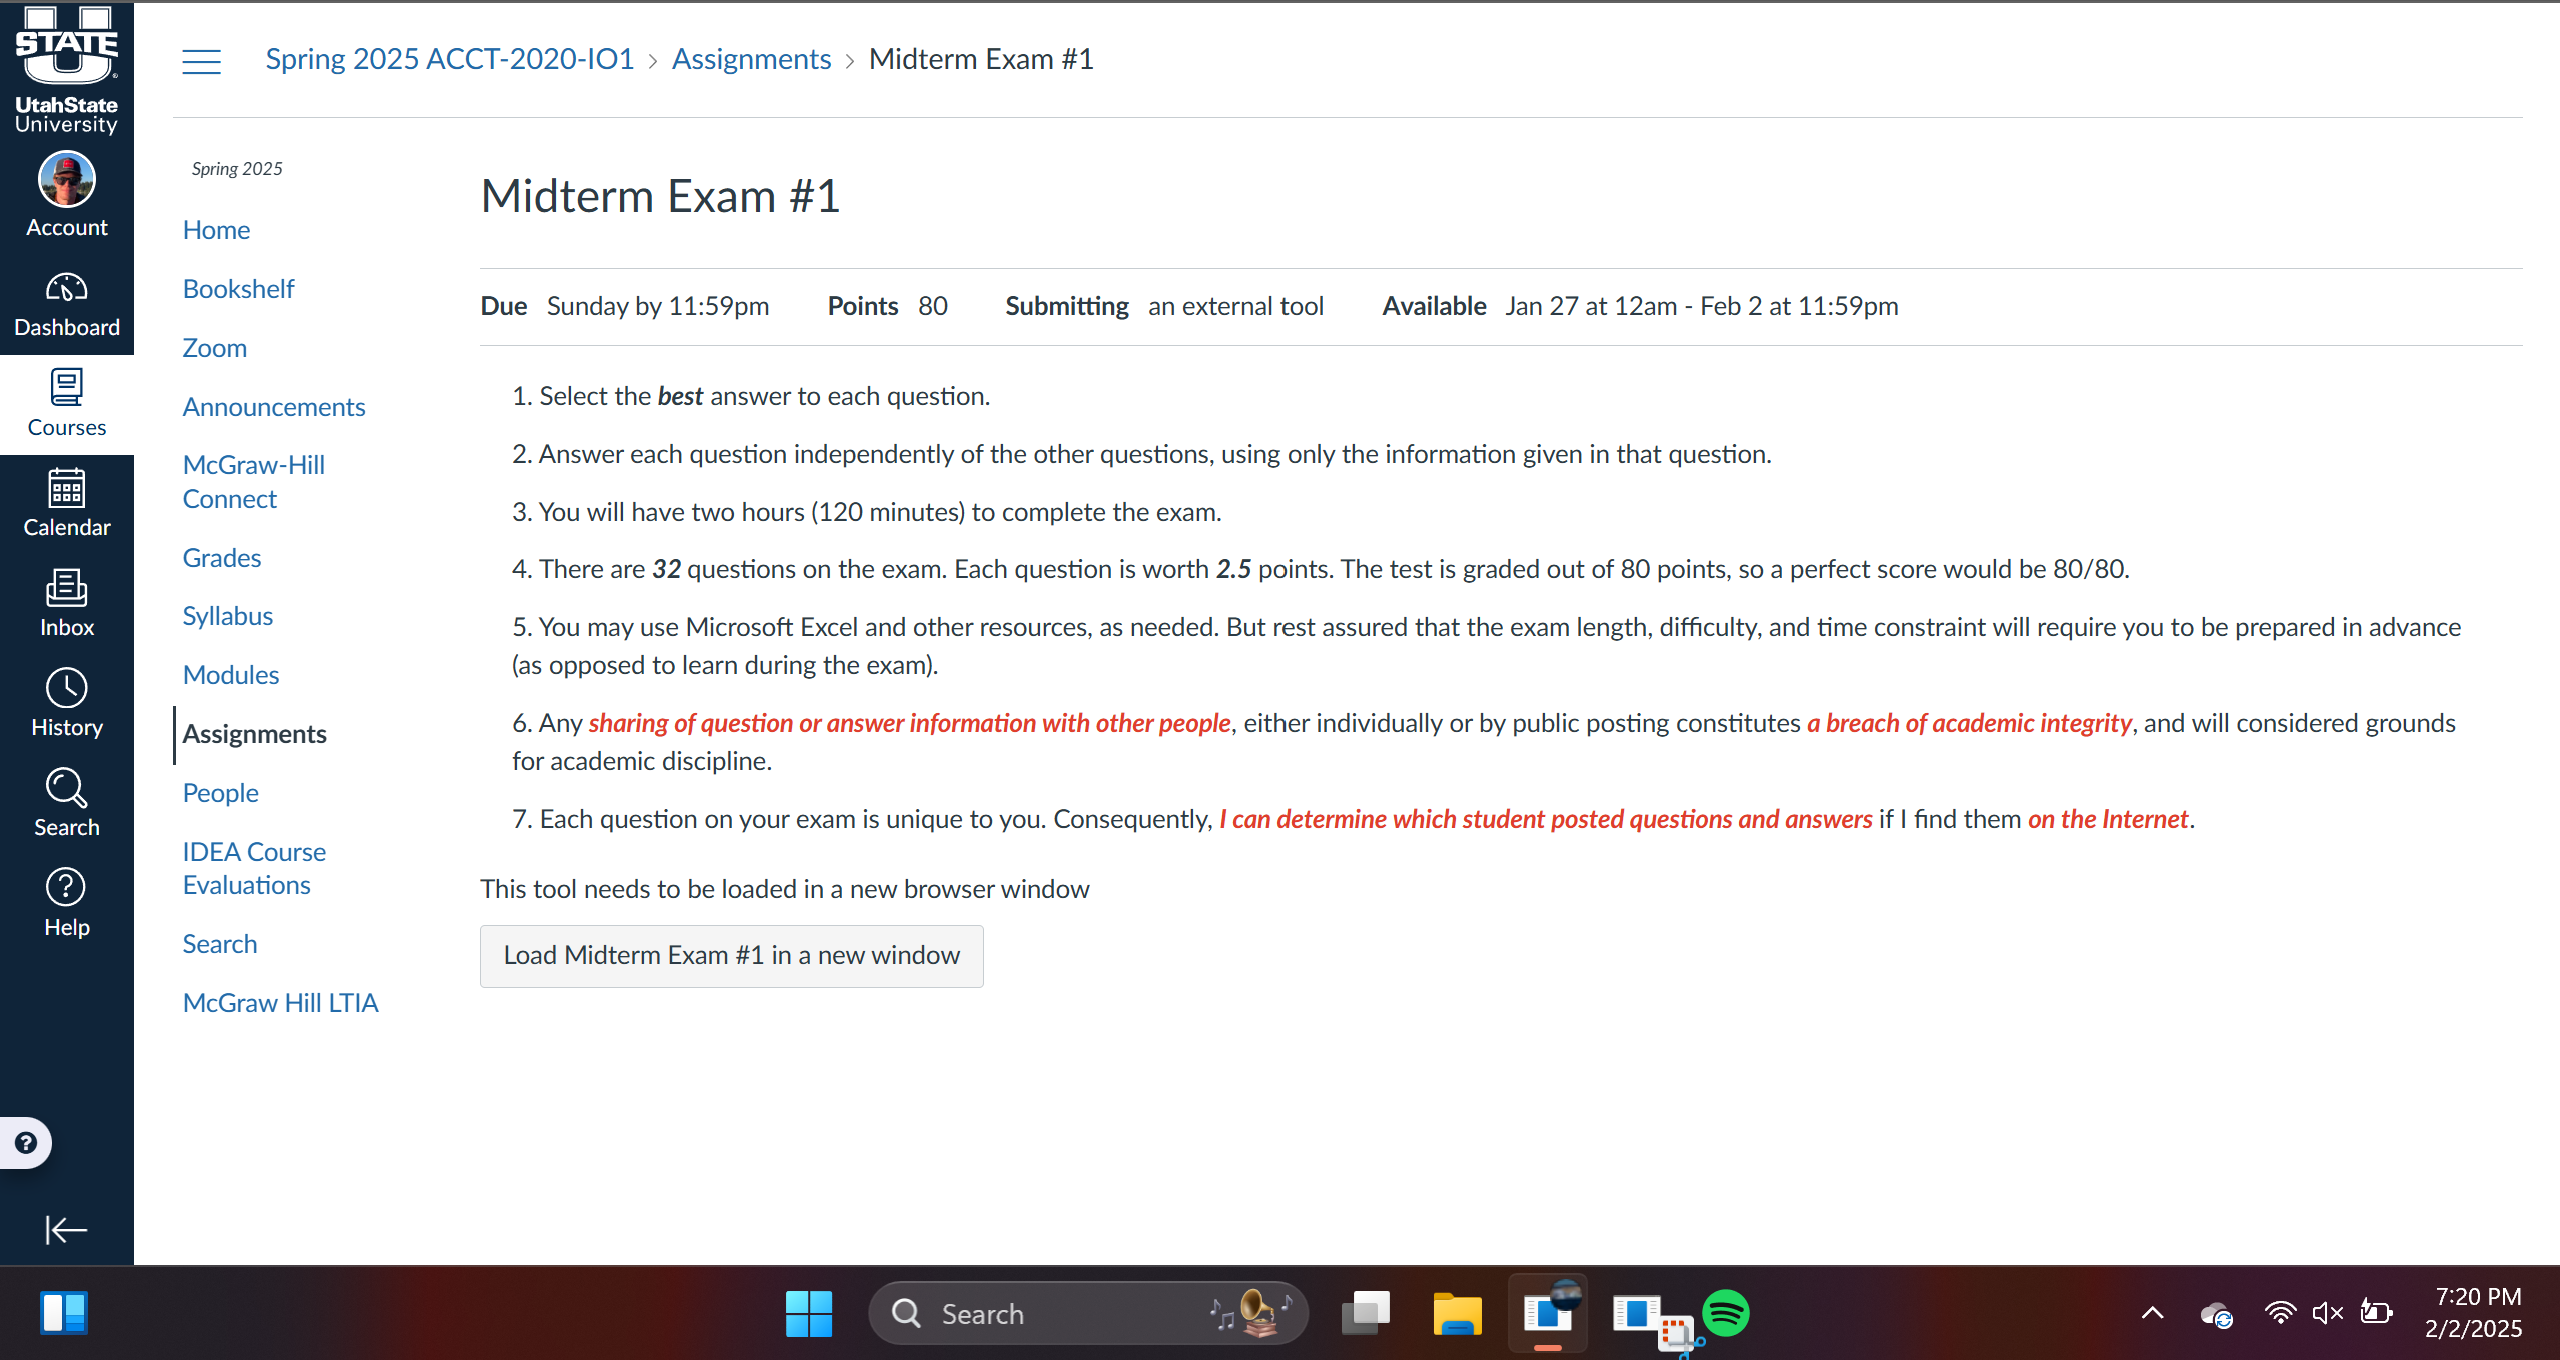 STATE
UtahState
University
Account
Dashboard
Courses
Calendar
Inbox
History
Search
Help
Spring 2025 ACCT-2020-IO1 > Assignments > Midterm Exam #1
Spring 2025
Home
Bookshelf
Zoom
Announcements
McGraw-Hill
Connect
Grades
Syllabus
Modules
Assignments
People
IDEA Course
Evaluations
Search
McGraw Hill LTIA
Midterm Exam #1
Due Sunday by 11:59pm Points 80 Submitting an external tool Available Jan 27 at 12am - Feb 2 at 11:59pm
1. Select the best answer to each question.
2. Answer each question independently of the other questions, using only the information given in that question.
3. You will have two hours (120 minutes) to complete the exam.
4. There are 32 questions on the exam. Each question is worth 2.5 points. The test is graded out of 80 points, so a perfect score would be 80/80.
5. You may use Microsoft Excel and other resources, as needed. But rest assured that the exam length, difficulty, and time constraint will require you to be prepared in advance
(as opposed to learn during the exam).
6. Any sharing of question or answer information with other people, either individually or by public posting constitutes a breach of academic integrity, and will considered grounds
for academic discipline.
7. Each question on your exam is unique to you. Consequently, I can determine which student posted questions and answers if I find them on the Internet.
This tool needs to be loaded in a new browser window
Load Midterm Exam #1 in a new window
Search
7:20 PM
2/2/2025